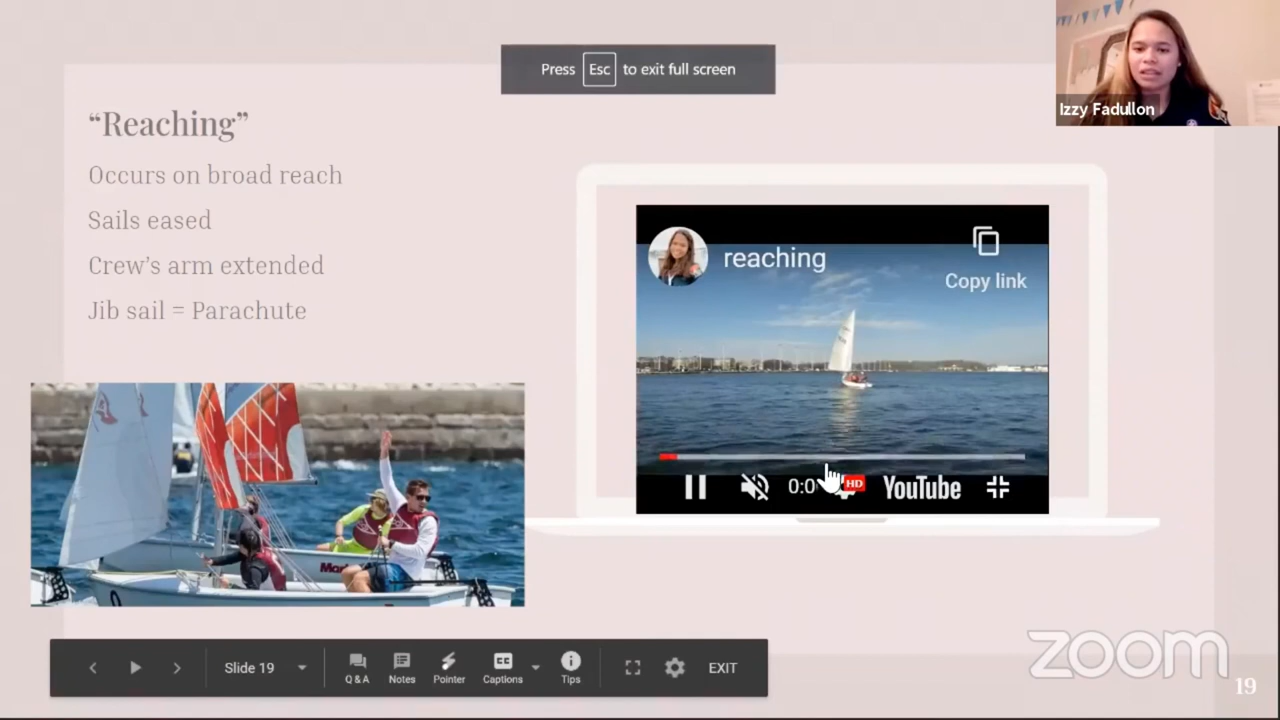 Press Esc to exit full screen
Izzy Fadullon
“Reaching”
Occurs on broad reach
Sails eased
Crew’s arm extended
Jib sail = Parachute
reaching
Copy link
0:0
HD
YouTube
Slide 19
Q & A
Notes
Pointer
CC
Captions
Tips
EXIT
zoom
19